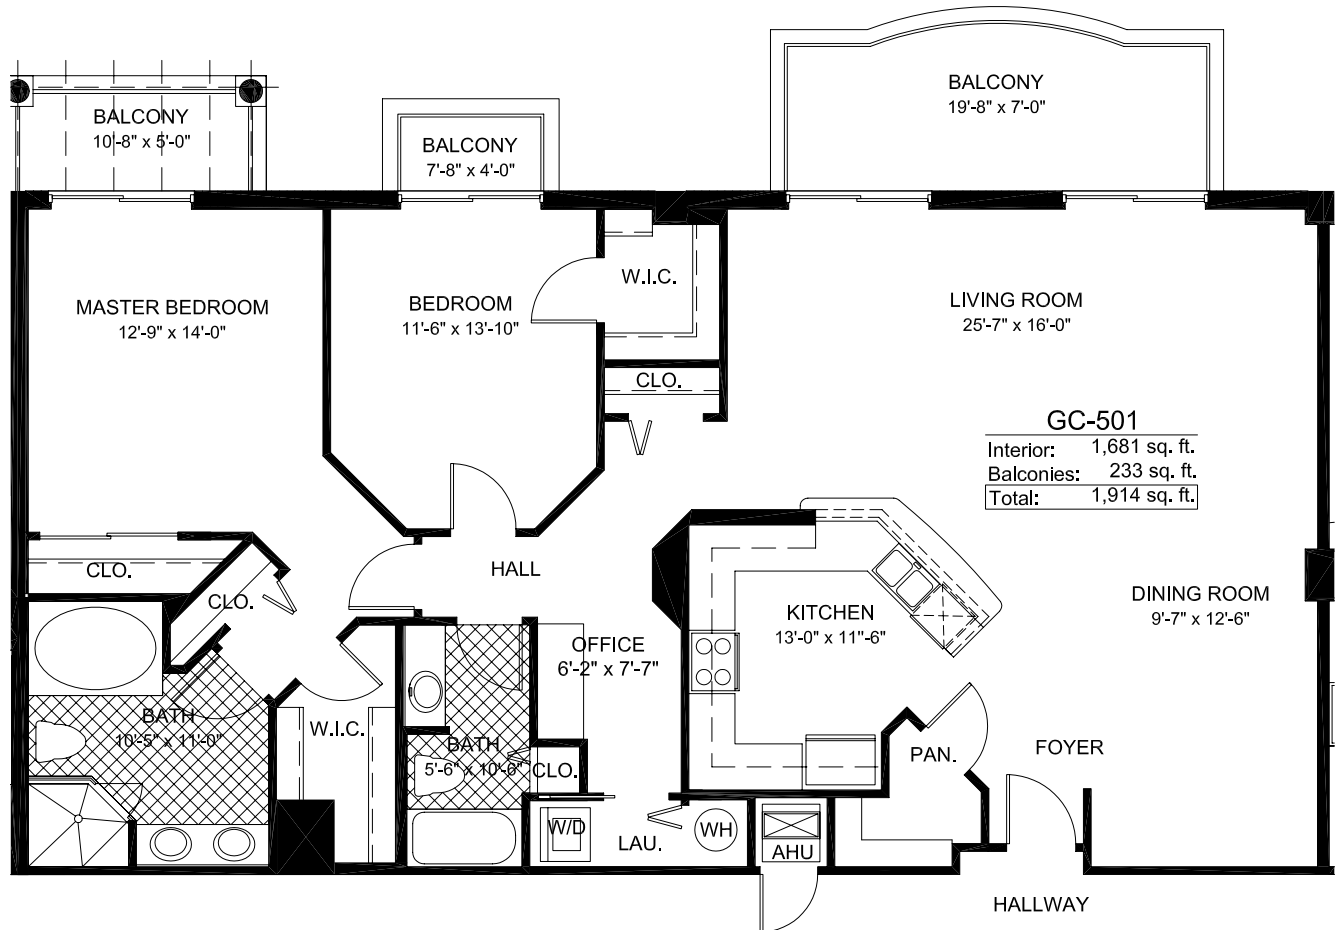 BALCONY
10'-8" x 5'-0"
BALCONY
7'-8" x 4'-0"
BALCONY
19'-8" x 7'-0"
MASTER BEDROOM
12'-9" x 14'-0"
BEDROOM
11'-6" x 13'-10"
W.I.C.
LIVING ROOM
25'-7" x 16'-0"
CLO.
GC-501
Interior: 1,681 sq. ft.
Balconies: 233 sq. ft.
Total: 1,914 sq. ft.
CLO.
HALL
CLO.
KITCHEN
13'-0" x 11"-6"
DINING ROOM
9'-7" x 12'-6"
OFFICE
6'-2" x 7'-7"
BATH
10'-5" x 11'-0"
W.I.C.
BATH
5'-6" x 10'-6"
CLO.
PAN.
FOYER
W/D
LAU.
WH
AHU
HALLWAY